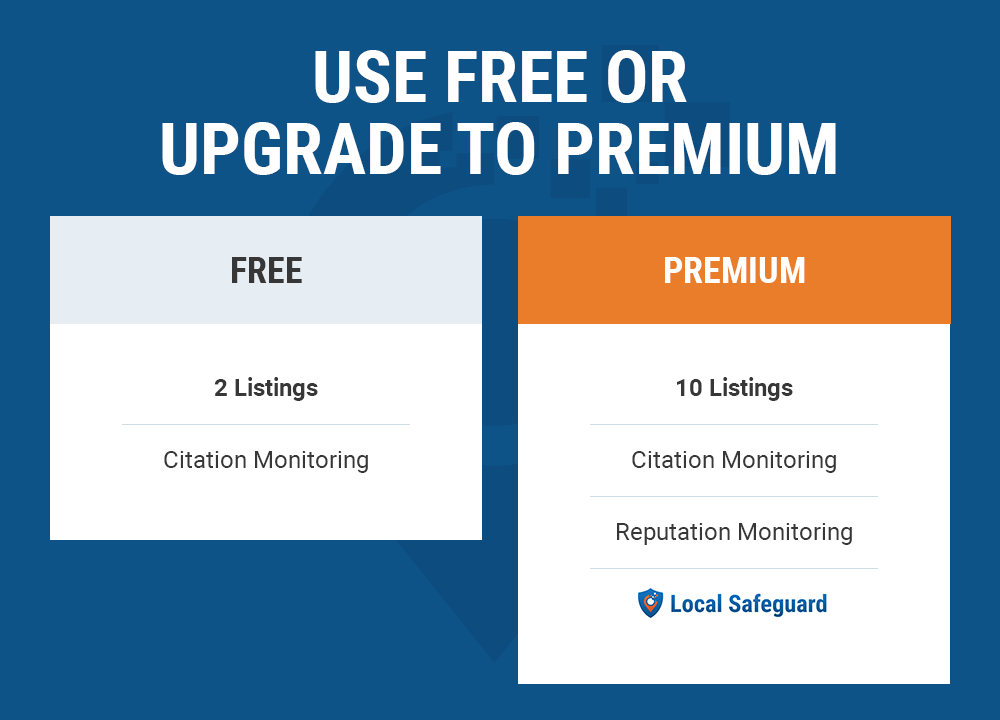 USE FREE OR
UPGRADE TO PREMIUM
FREE
2 Listings
Citation Monitoring
PREMIUM
10 Listings
Citation Monitoring
Reputation Monitoring
Local Safeguard